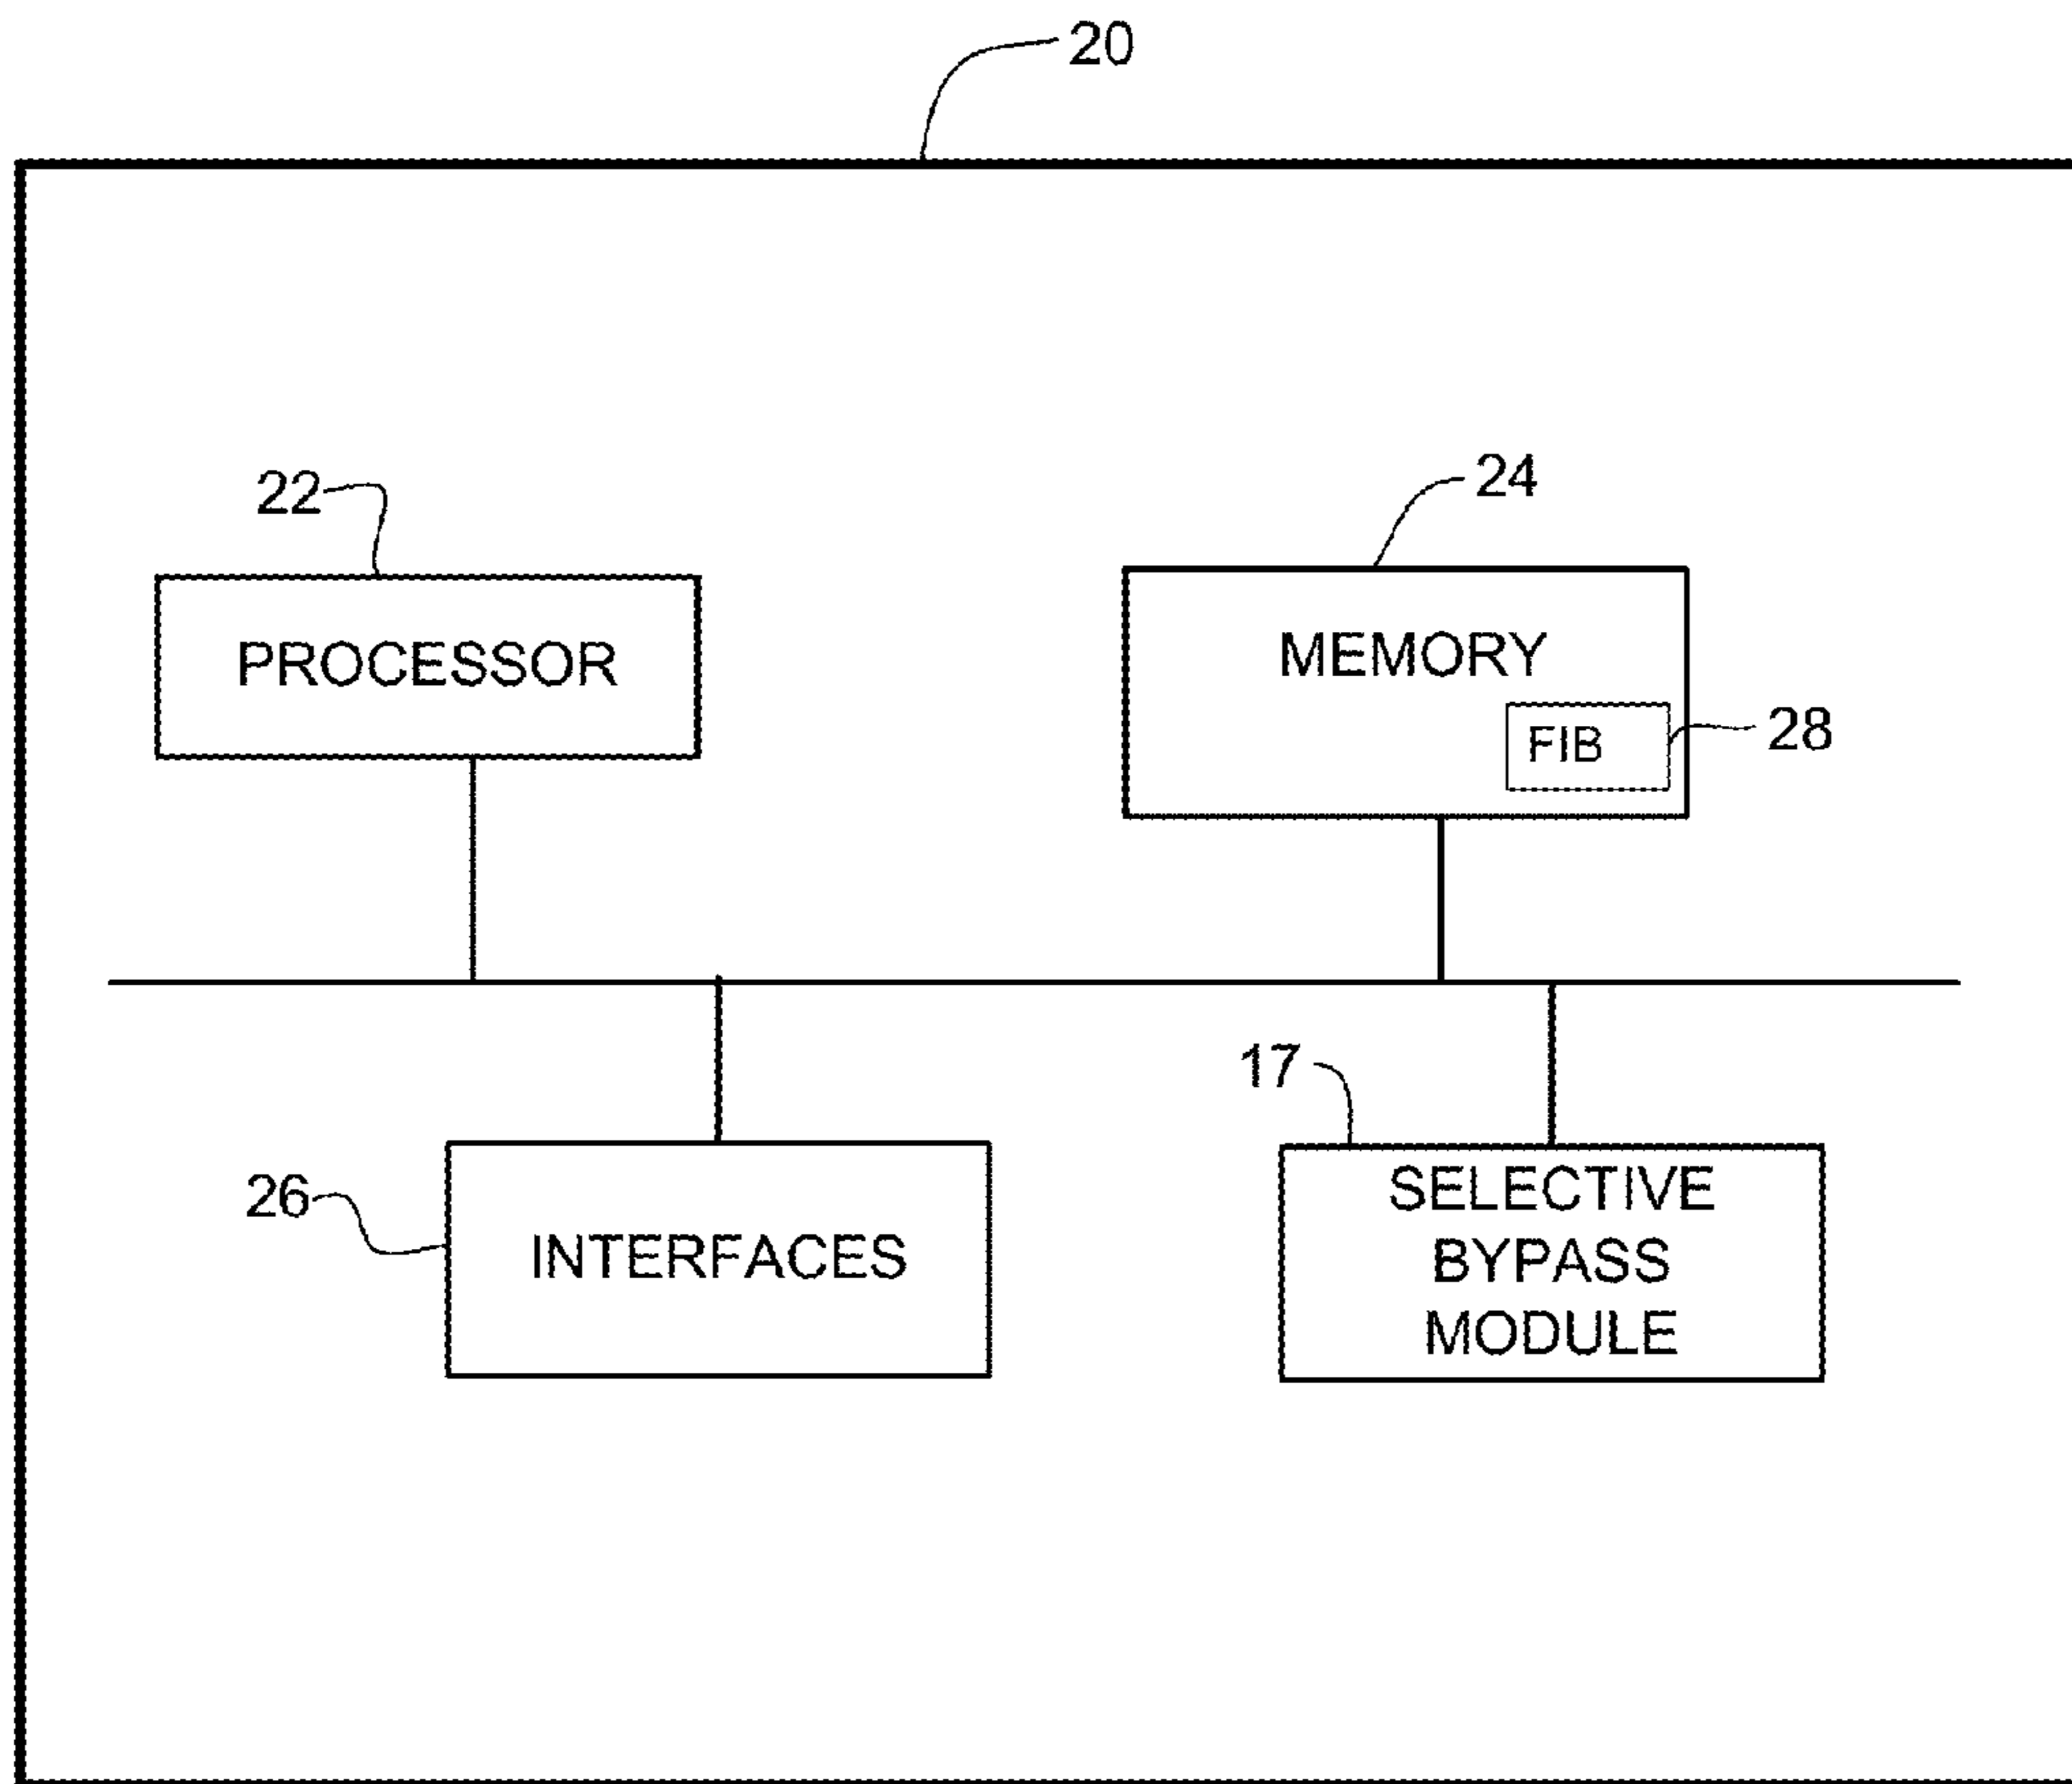 20
22
24
PROCESSOR
MEMORY
FIB
28
17
26
INTERFACES
SELECTIVE
BYPASS
MODULE